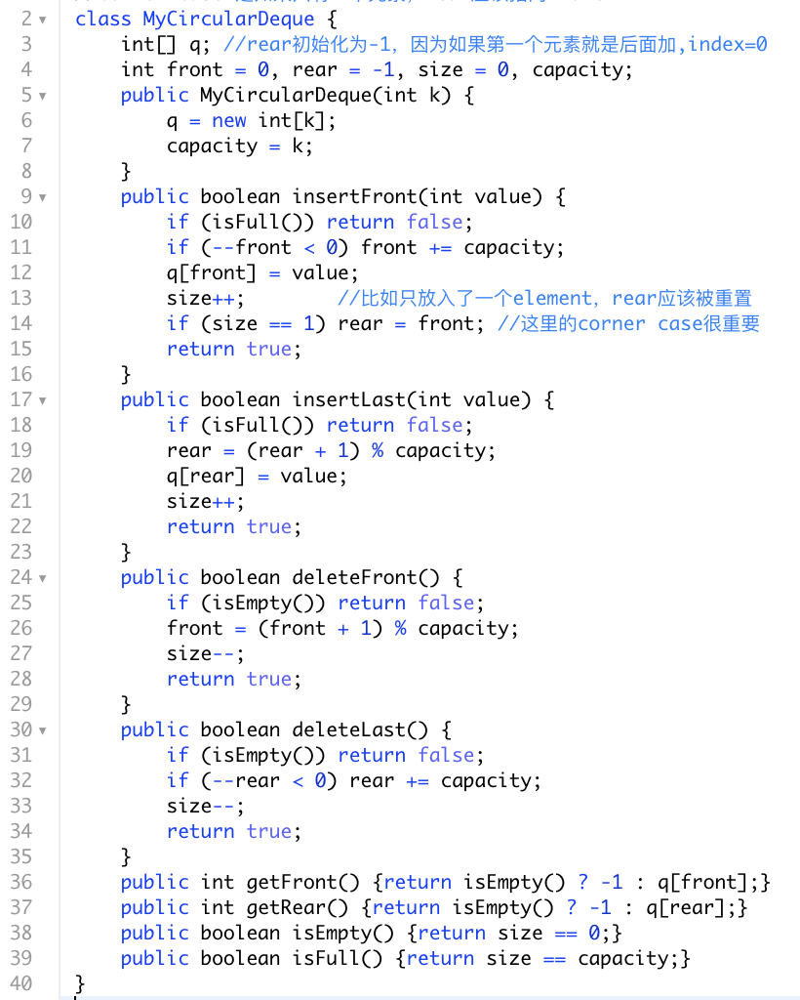 2 class MyCircularDeque {
3     int[] q; //rear初始化为-1，因为如果第一个元素就是后面加,index=0
4     int front = 0, rear = -1, size = 0, capacity;
5     public MyCircularDeque(int k) {
6         q = new int[k];
7         capacity = k;
8     }
9     public boolean insertFront(int value) {
10         if (isFull()) return false;
11         if (--front < 0) front += capacity;
12         q[front] = value;
13         size++;        //比如只放入了一个element，rear应该被重置
14         if (size == 1) rear = front; //这里的corner case很重要
15         return true;
16     }
17     public boolean insertLast(int value) {
18         if (isFull()) return false;
19         rear = (rear + 1) % capacity;
20         q[rear] = value;
21         size++;
22         return true;
23     }
24     public boolean deleteFront() {
25         if (isEmpty()) return false;
26         front = (front + 1) % capacity;
27         size--;
28         return true;
29     }
30     public boolean deleteLast() {
31         if (isEmpty()) return false;
32         if (--rear < 0) rear += capacity;
33         size--;
34         return true;
35     }
36     public int getFront() {return isEmpty() ? -1 : q[front];}
37     public int getRear() {return isEmpty() ? -1 : q[rear];}
38     public boolean isEmpty() {return size == 0;}
39     public boolean isFull() {return size == capacity;}
40 }